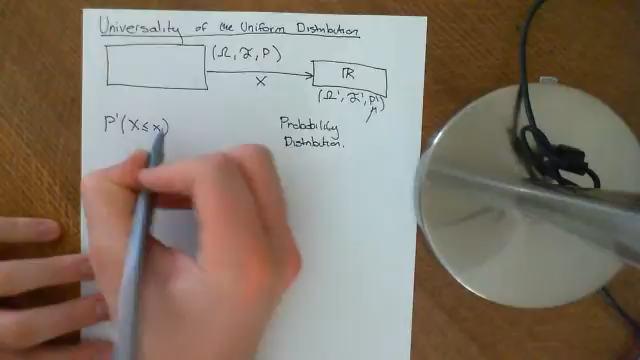 Universality of the Uniform Distribution
(Ω, ℱ, P)
X
ℝ
(Ω', ℱ', P')
P'(X≤x)
Probability
Distribution.